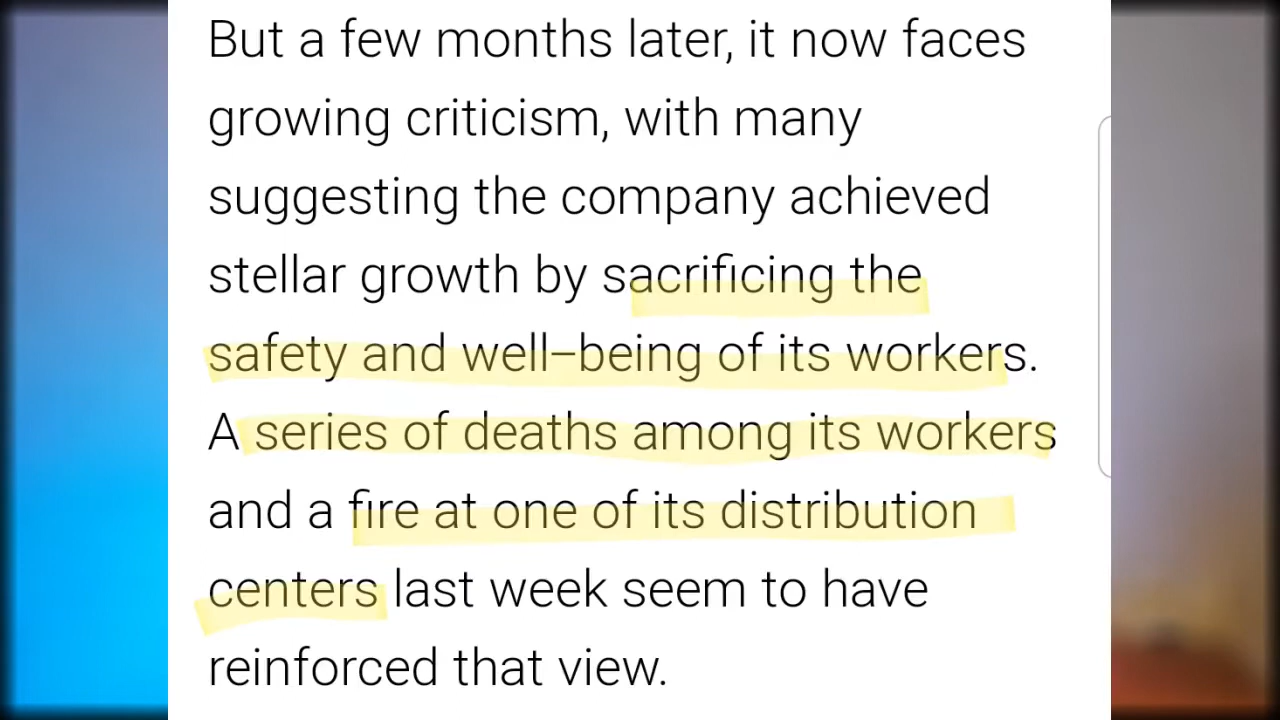 But a few months later, it now faces
growing criticism, with many
suggesting the company achieved
stellar growth by sacrificing the
safety and well–being of its workers.
A series of deaths among its workers
and a fire at one of its distribution
centers last week seem to have
reinforced that view.